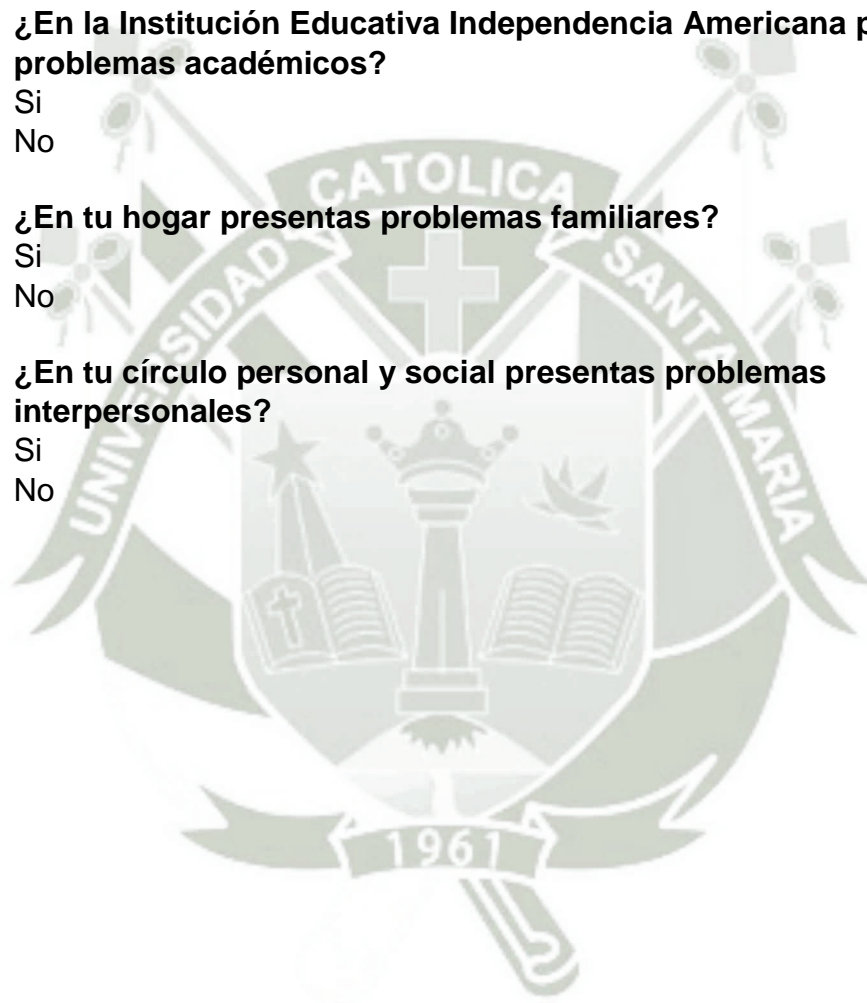 ¿En la Institución Educativa Independencia Americana p
problemas académicos?
Si
No
¿En tu hogar presentas problemas familiares?
Si
No
¿En tu círculo personal y social presentas problemas
interpersonales?
Si
No
UNIVERSIDAD CATOLICA SANTA MARIA
1961